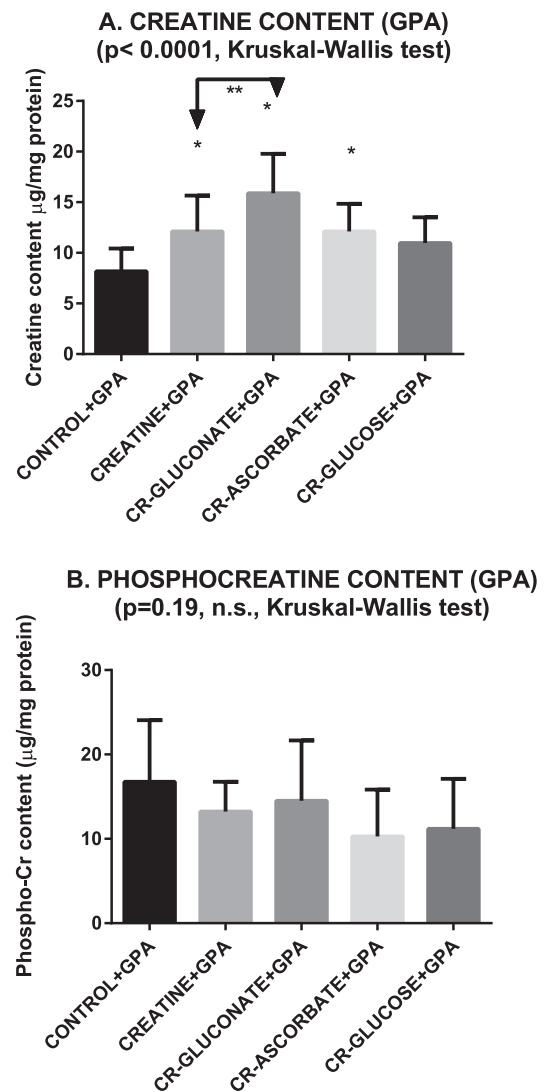 A. CREATINE CONTENT (GPA)
(p< 0.0001, Kruskal-Wallis test)
Creatine content μg/mg protein)
25
20
15
10
5
0
**
*
*
*
CONTROL+GPA
CREATINE+GPA
CR-GLUCONATE+GPA
CR-ASCORBATE+GPA
CR-GLUCOSE+GPA
B. PHOSPHOCREATINE CONTENT (GPA)
(p=0.19, n.s., Kruskal-Wallis test)
Phospho-Cr content (μg/mg protein)
30
20
10
0
CONTROL+GPA
CREATINE+GPA
CR-GLUCONATE+GPA
CR-ASCORBATE+GPA
CR-GLUCOSE+GPA